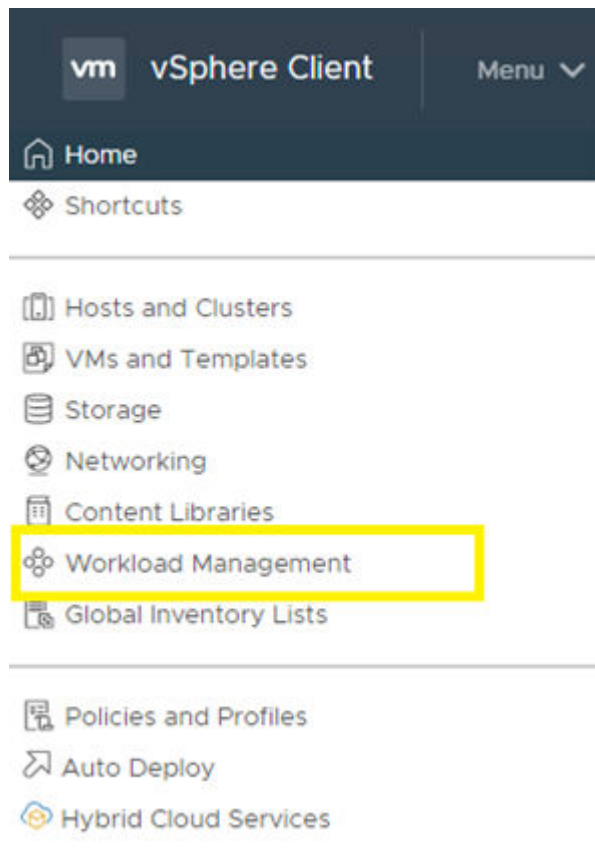 vm vSphere Client Menu
Home
Shortcuts
Hosts and Clusters
VMs and Templates
Storage
Networking
Content Libraries
Workload Management
Global Inventory Lists
Policies and Profiles
Auto Deploy
Hybrid Cloud Services